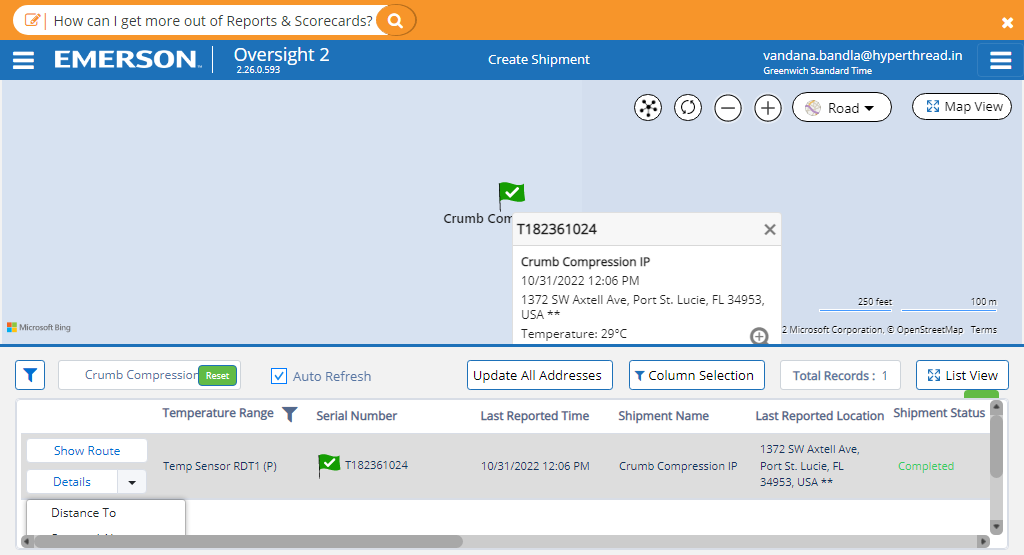 How can I get more out of Reports & Scorecards?
EMERSON
Oversight 2
2.26.0.593
Create Shipment
vandana.bandla@hyperthread.in
Greenwich Standard Time
Road
Map View
Crumb Com
T182361024
Crumb Compression IP
10/31/2022 12:06 PM
1372 SW Axtell Ave, Port St. Lucie, FL 34953,
USA **
Temperature: 29°C
250 feet
100 m
Microsoft Bing
2 Microsoft Corporation, © OpenStreetMap Terms
Crumb Compression
Reset
Auto Refresh
Update All Addresses
Column Selection
Total Records : 1
List View
Temperature Range
Serial Number
Last Reported Time
Shipment Name
Last Reported Location
Shipment Status
Show Route
Details
Temp Sensor RDT1 (P)
T182361024
10/31/2022 12:06 PM
Crumb Compression IP
1372 SW Axtell Ave,
Port St. Lucie, FL
34953, USA **
Completed
Distance To